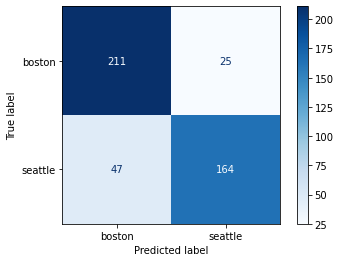 200
175
150
125
100
75
50
25
True label
boston
211
25
seattle
47
164
boston
seattle
Predicted label